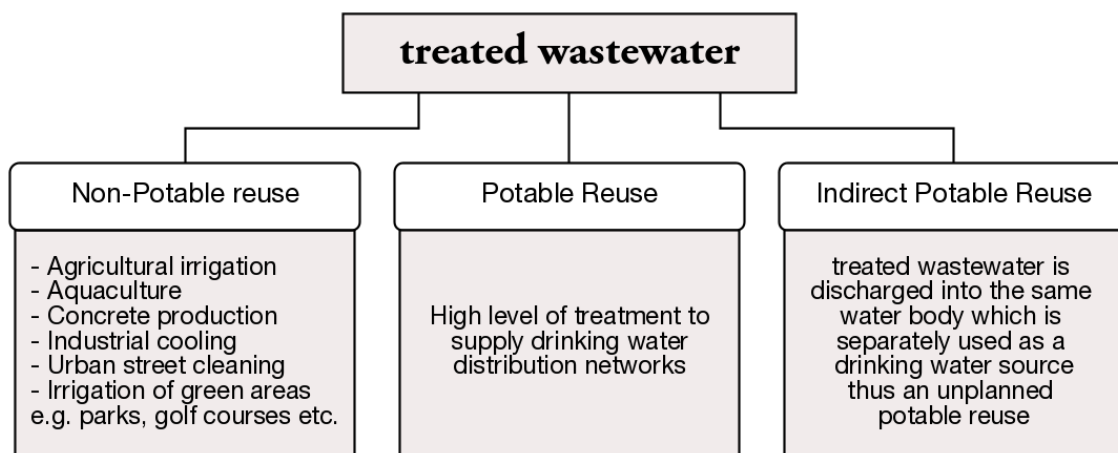 treated wastewater
Non-Potable reuse
- Agricultural irrigation
- Aquaculture
- Concrete production
- Industrial cooling
- Urban street cleaning
- Irrigation of green areas
e.g. parks, golf courses etc.
Potable Reuse
High level of treatment to
supply drinking water
distribution networks
Indirect Potable Reuse
treated wastewater is
discharged into the same
water body which is
separately used as a
drinking water source
thus an unplanned
potable reuse